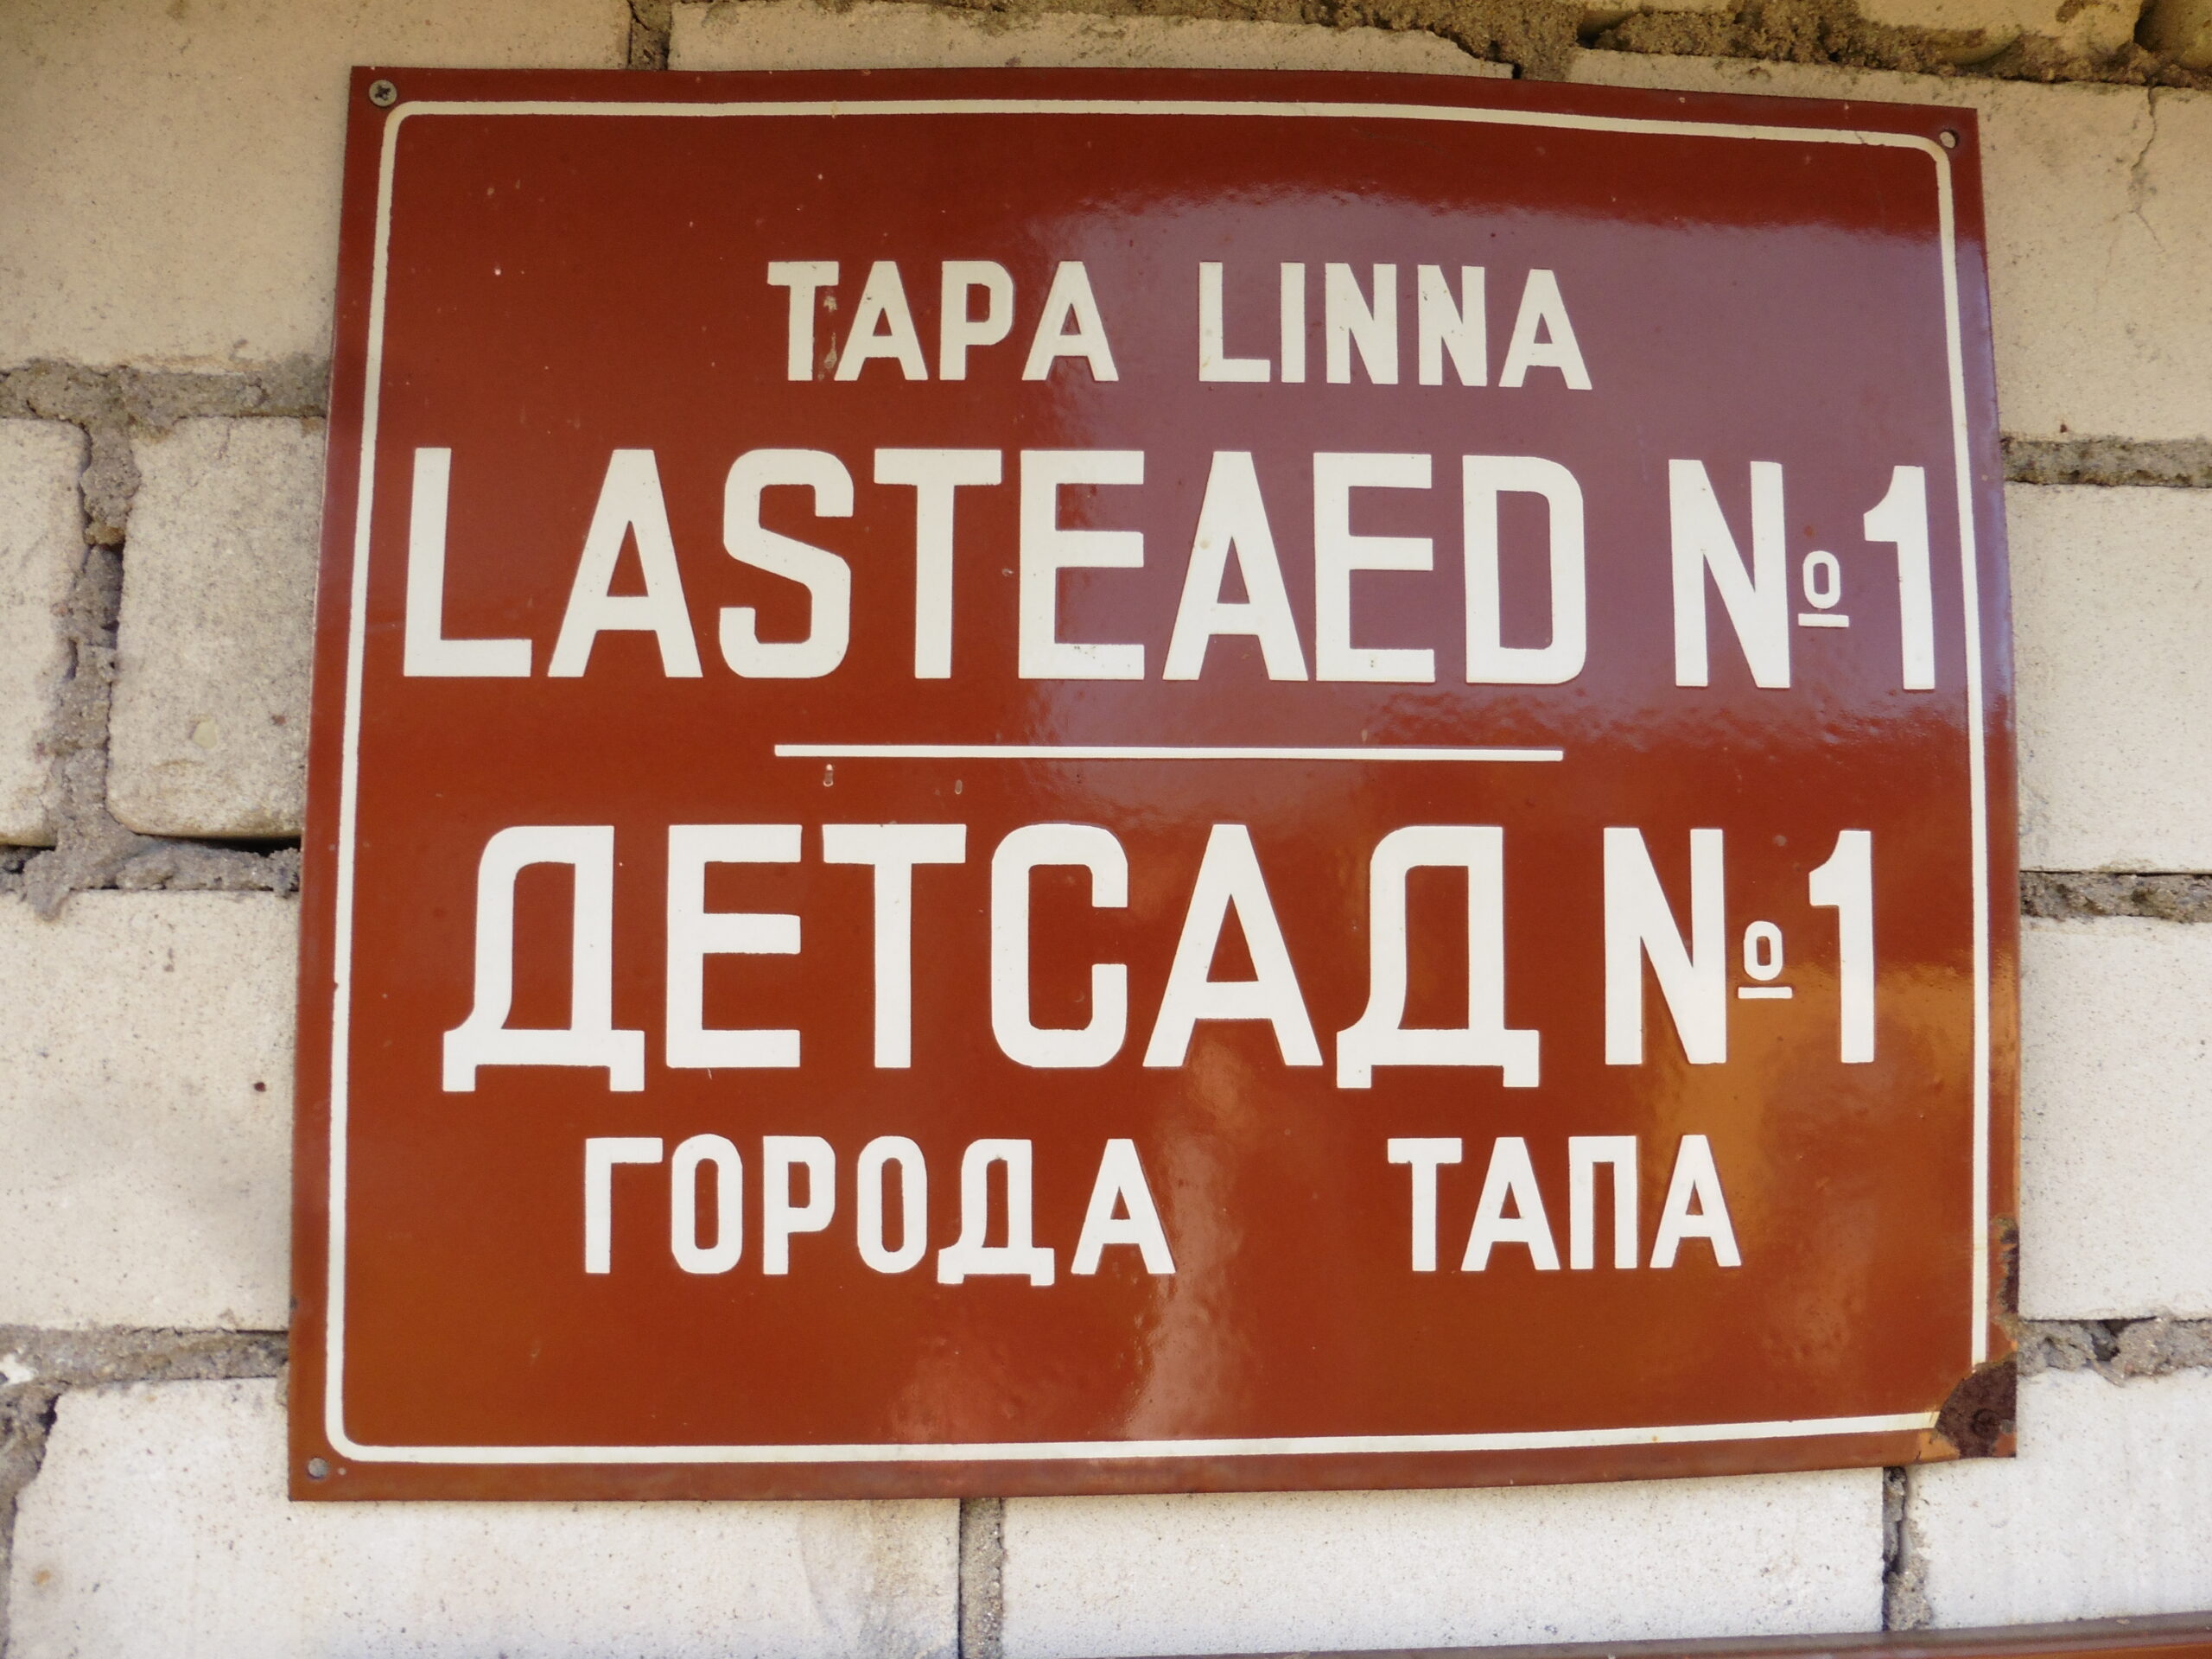 TAPA LINNA
LASTEAED № 1
ДЕТСАД № 1
ГОРОДА ТАПА